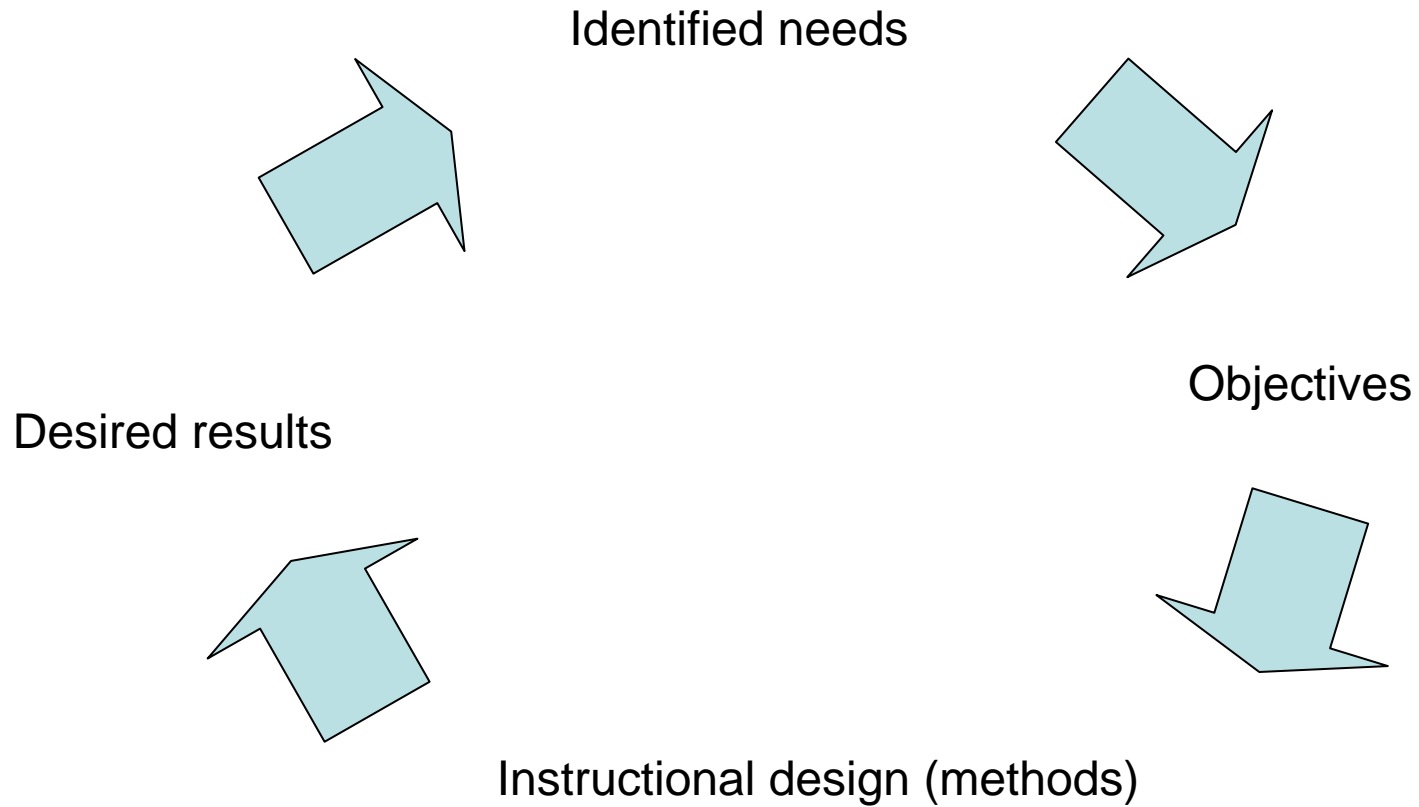 Identified needs
Objectives
Desired results
Instructional design (methods)